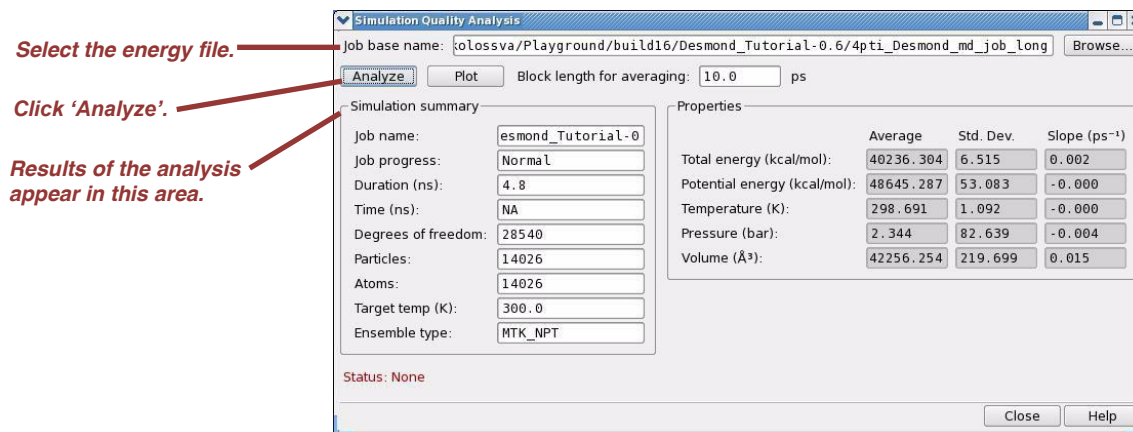 Simulation Quality Analysis
Select the energy file.
Job base name: kolossva/Playground/build16/Desmond_Tutorial-0.6/4pti_Desmond_md_job_long Browse...
Analyze Plot Block length for averaging: 10.0 ps
Click ‘Analyze’.
Results of the analysis
appear in this area.
Simulation summary
Job name: esmond_Tutorial-0
Job progress: Normal
Duration (ns): 4.8
Time (ns): NA
Degrees of freedom: 28540
Particles: 14026
Atoms: 14026
Target temp (K): 300.0
Ensemble type: MTK_NPT
Properties
Average Std. Dev. Slope (ps⁻¹)
Total energy (kcal/mol): 40236.304 6.515 0.002
Potential energy (kcal/mol): 48645.287 53.083 -0.000
Temperature (K): 298.691 1.092 -0.000
Pressure (bar): 2.344 82.639 -0.004
Volume (Å³): 42256.254 219.699 0.015
Status: None
Close Help